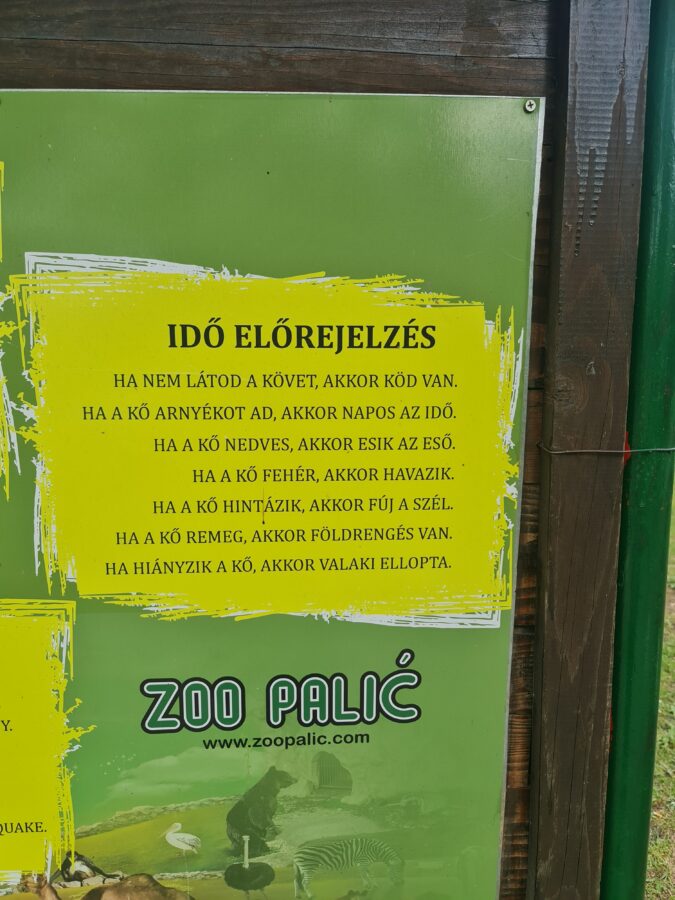 IDŐ ELŐREJELZÉS
HA NEM LÁTOD A KÖVET, AKKOR KÖD VAN.
HA A KŐ ARNYÉKOT AD, AKKOR NAPOS AZ IDŐ.
HA A KŐ NEDVES, AKKOR ESIK AZ ESŐ.
HA A KŐ FEHÉR, AKKOR HAVAZIK.
HA A KŐ HINTÁZIK, AKKOR FÚJ A SZÉL.
HA A KŐ REMEG, AKKOR FÖLDRENGÉS VAN.
HA HIÁNYZIK A KŐ, AKKOR VALAKI ELLOPTA.
ZOO PALIĆ
www.zoopalic.com
Y.
QUAKE.